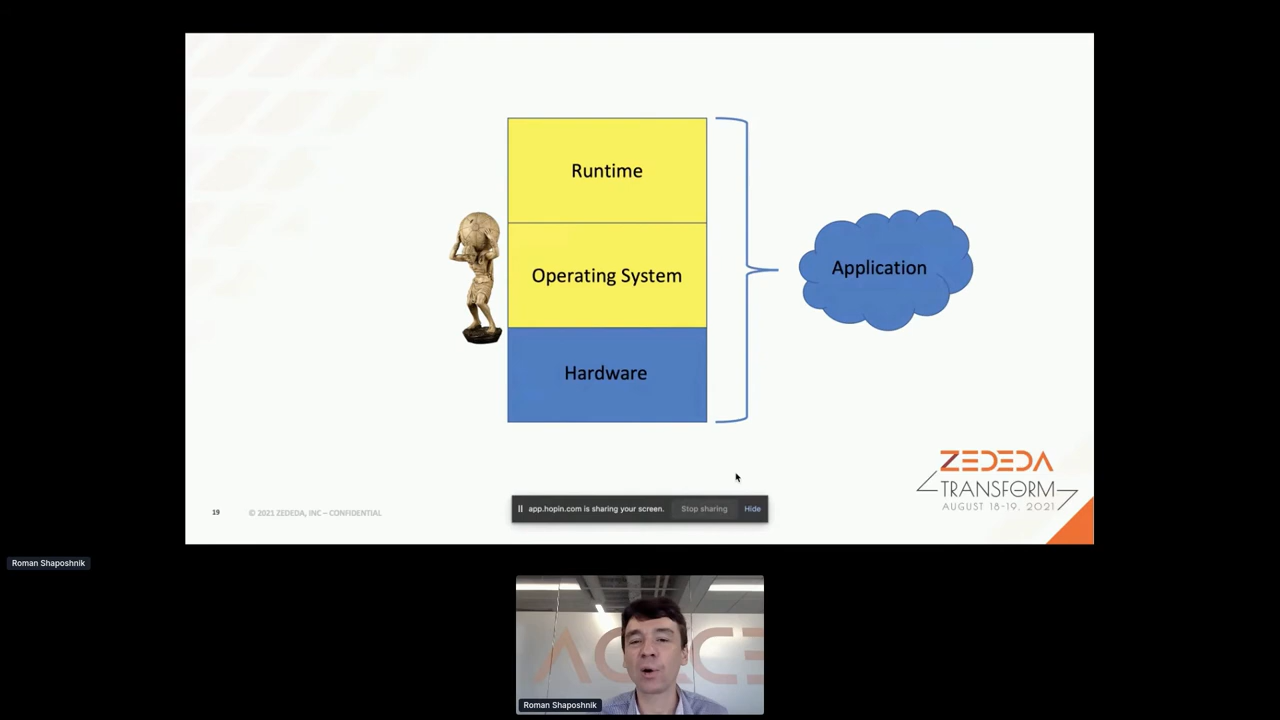 Runtime
Operating System
Hardware
Application
ZEDEDA
TRANSFORM
AUGUST 18-19, 2021
19
© 2021 ZEDEDA, INC – CONFIDENTIAL
app.hopin.com is sharing your screen.
Stop sharing
Hide
Roman Shaposhnik
Roman Shaposhnik